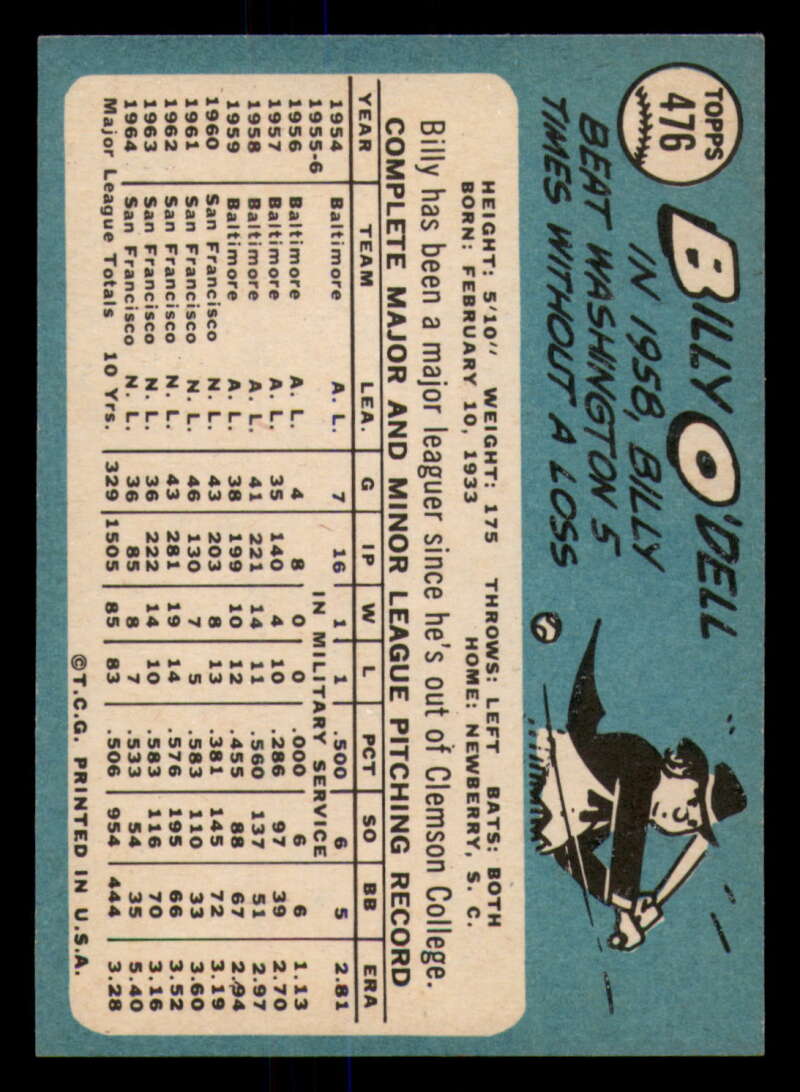 TOPPS
476
BILLY O'DELL
IN 1958, BILLY
BEAT WASHINGTON 5
TIMES WITHOUT A LOSS
HEIGHT: 5'10" WEIGHT: 175 THROWS: LEFT BATS: BOTH
BORN: FEBRUARY 10, 1933 HOME: NEWBERRY, S. C.
Billy has been a major leaguer since he's out of Clemson College.
COMPLETE MAJOR AND MINOR LEAGUE PITCHING RECORD
YEAR TEAM LEA. G IP W L PCT SO BB ERA
1954 Baltimore A. L. 7 16 1 1 .500 6 5 2.81
1955-6 IN MILITARY SERVICE
1956 Baltimore A. L. 4 8 0 0 .000 6 6 1.13
1957 Baltimore A. L. 35 140 4 10 .286 97 39 2.70
1958 Baltimore A. L. 41 221 14 11 .560 137 51 2.97
1959 Baltimore A. L. 38 199 10 12 .455 88 67 2.94
1960 San Francisco N. L. 43 203 8 13 .381 145 72 3.19
1961 San Francisco N. L. 46 130 7 5 .583 110 33 3.60
1962 San Francisco N. L. 43 281 19 14 .576 195 66 3.52
1963 San Francisco N. L. 36 222 14 10 .583 116 70 3.16
1964 San Francisco N. L. 36 85 8 7 .533 54 35 5.40
Major League Totals 10 Yrs. 329 1505 85 83 .506 954 444 3.28
©T.C.G. PRINTED IN U.S.A.